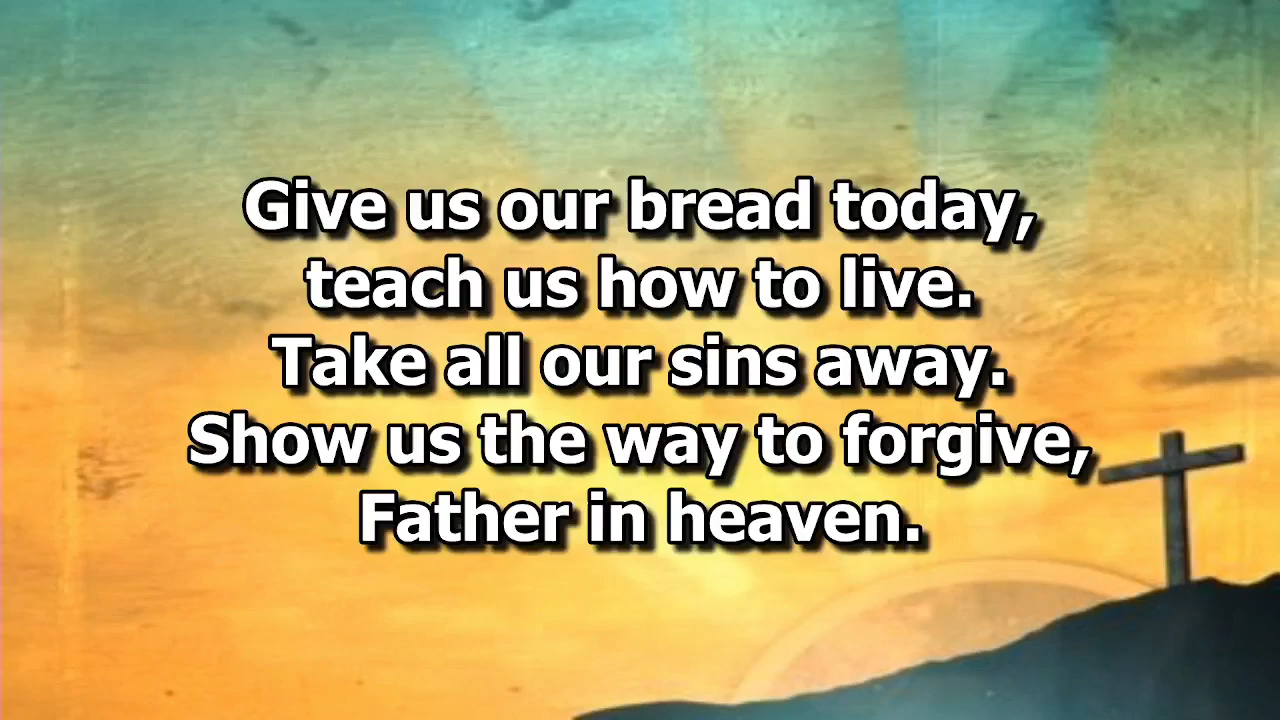 Give us our bread today,
teach us how to live.
Take all our sins away.
Show us the way to forgive,
Father in heaven.